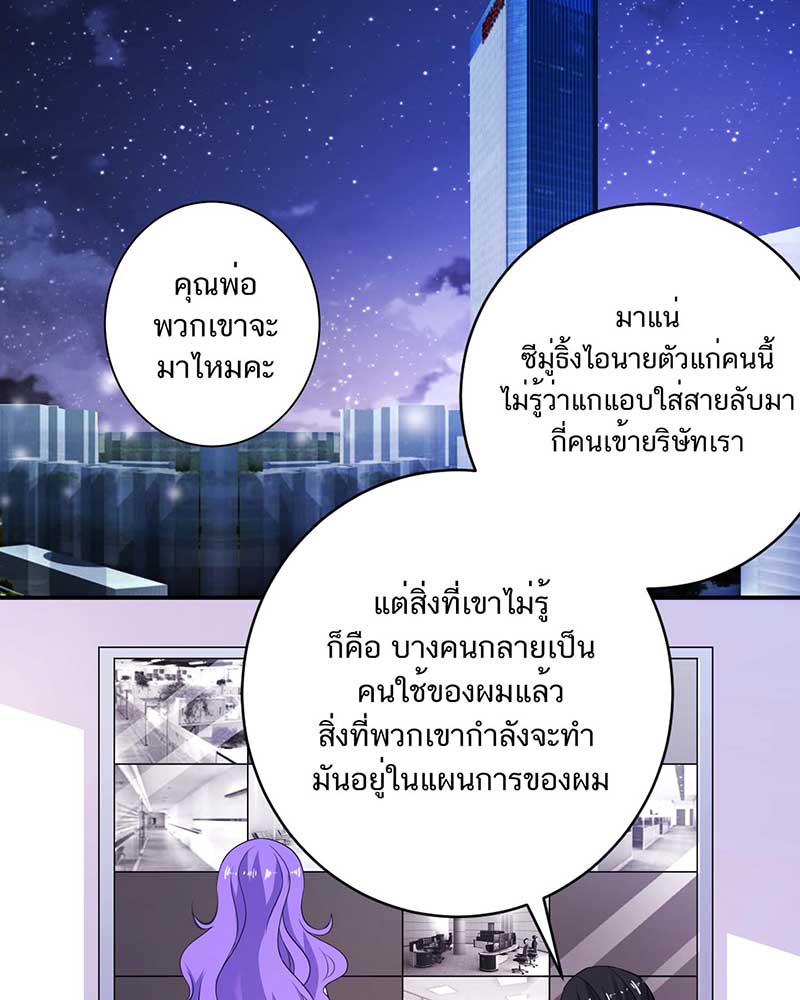 คุณพ่อ
พวกเขาจะ
มาไหมคะ
มาแน่
ซีมู่ธิ้งไอนายตัวแก่คนนี้
ไม่รู้ว่าแกแอบใส่สายลับมา
กี่คนเข้ายริษัทเรา
แต่สิ่งที่เขาไม่รู้
ก็คือ บางคนกลายเป็น
คนใช้ของผมแล้ว
สิ่งที่พวกเขากำลังจะทำ
มันอยู่ในแผนการของผม